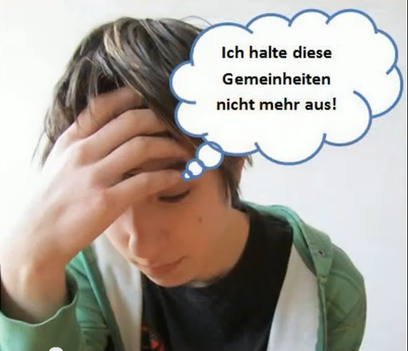 Ich halte diese
Gemeinheiten
nicht mehr aus!